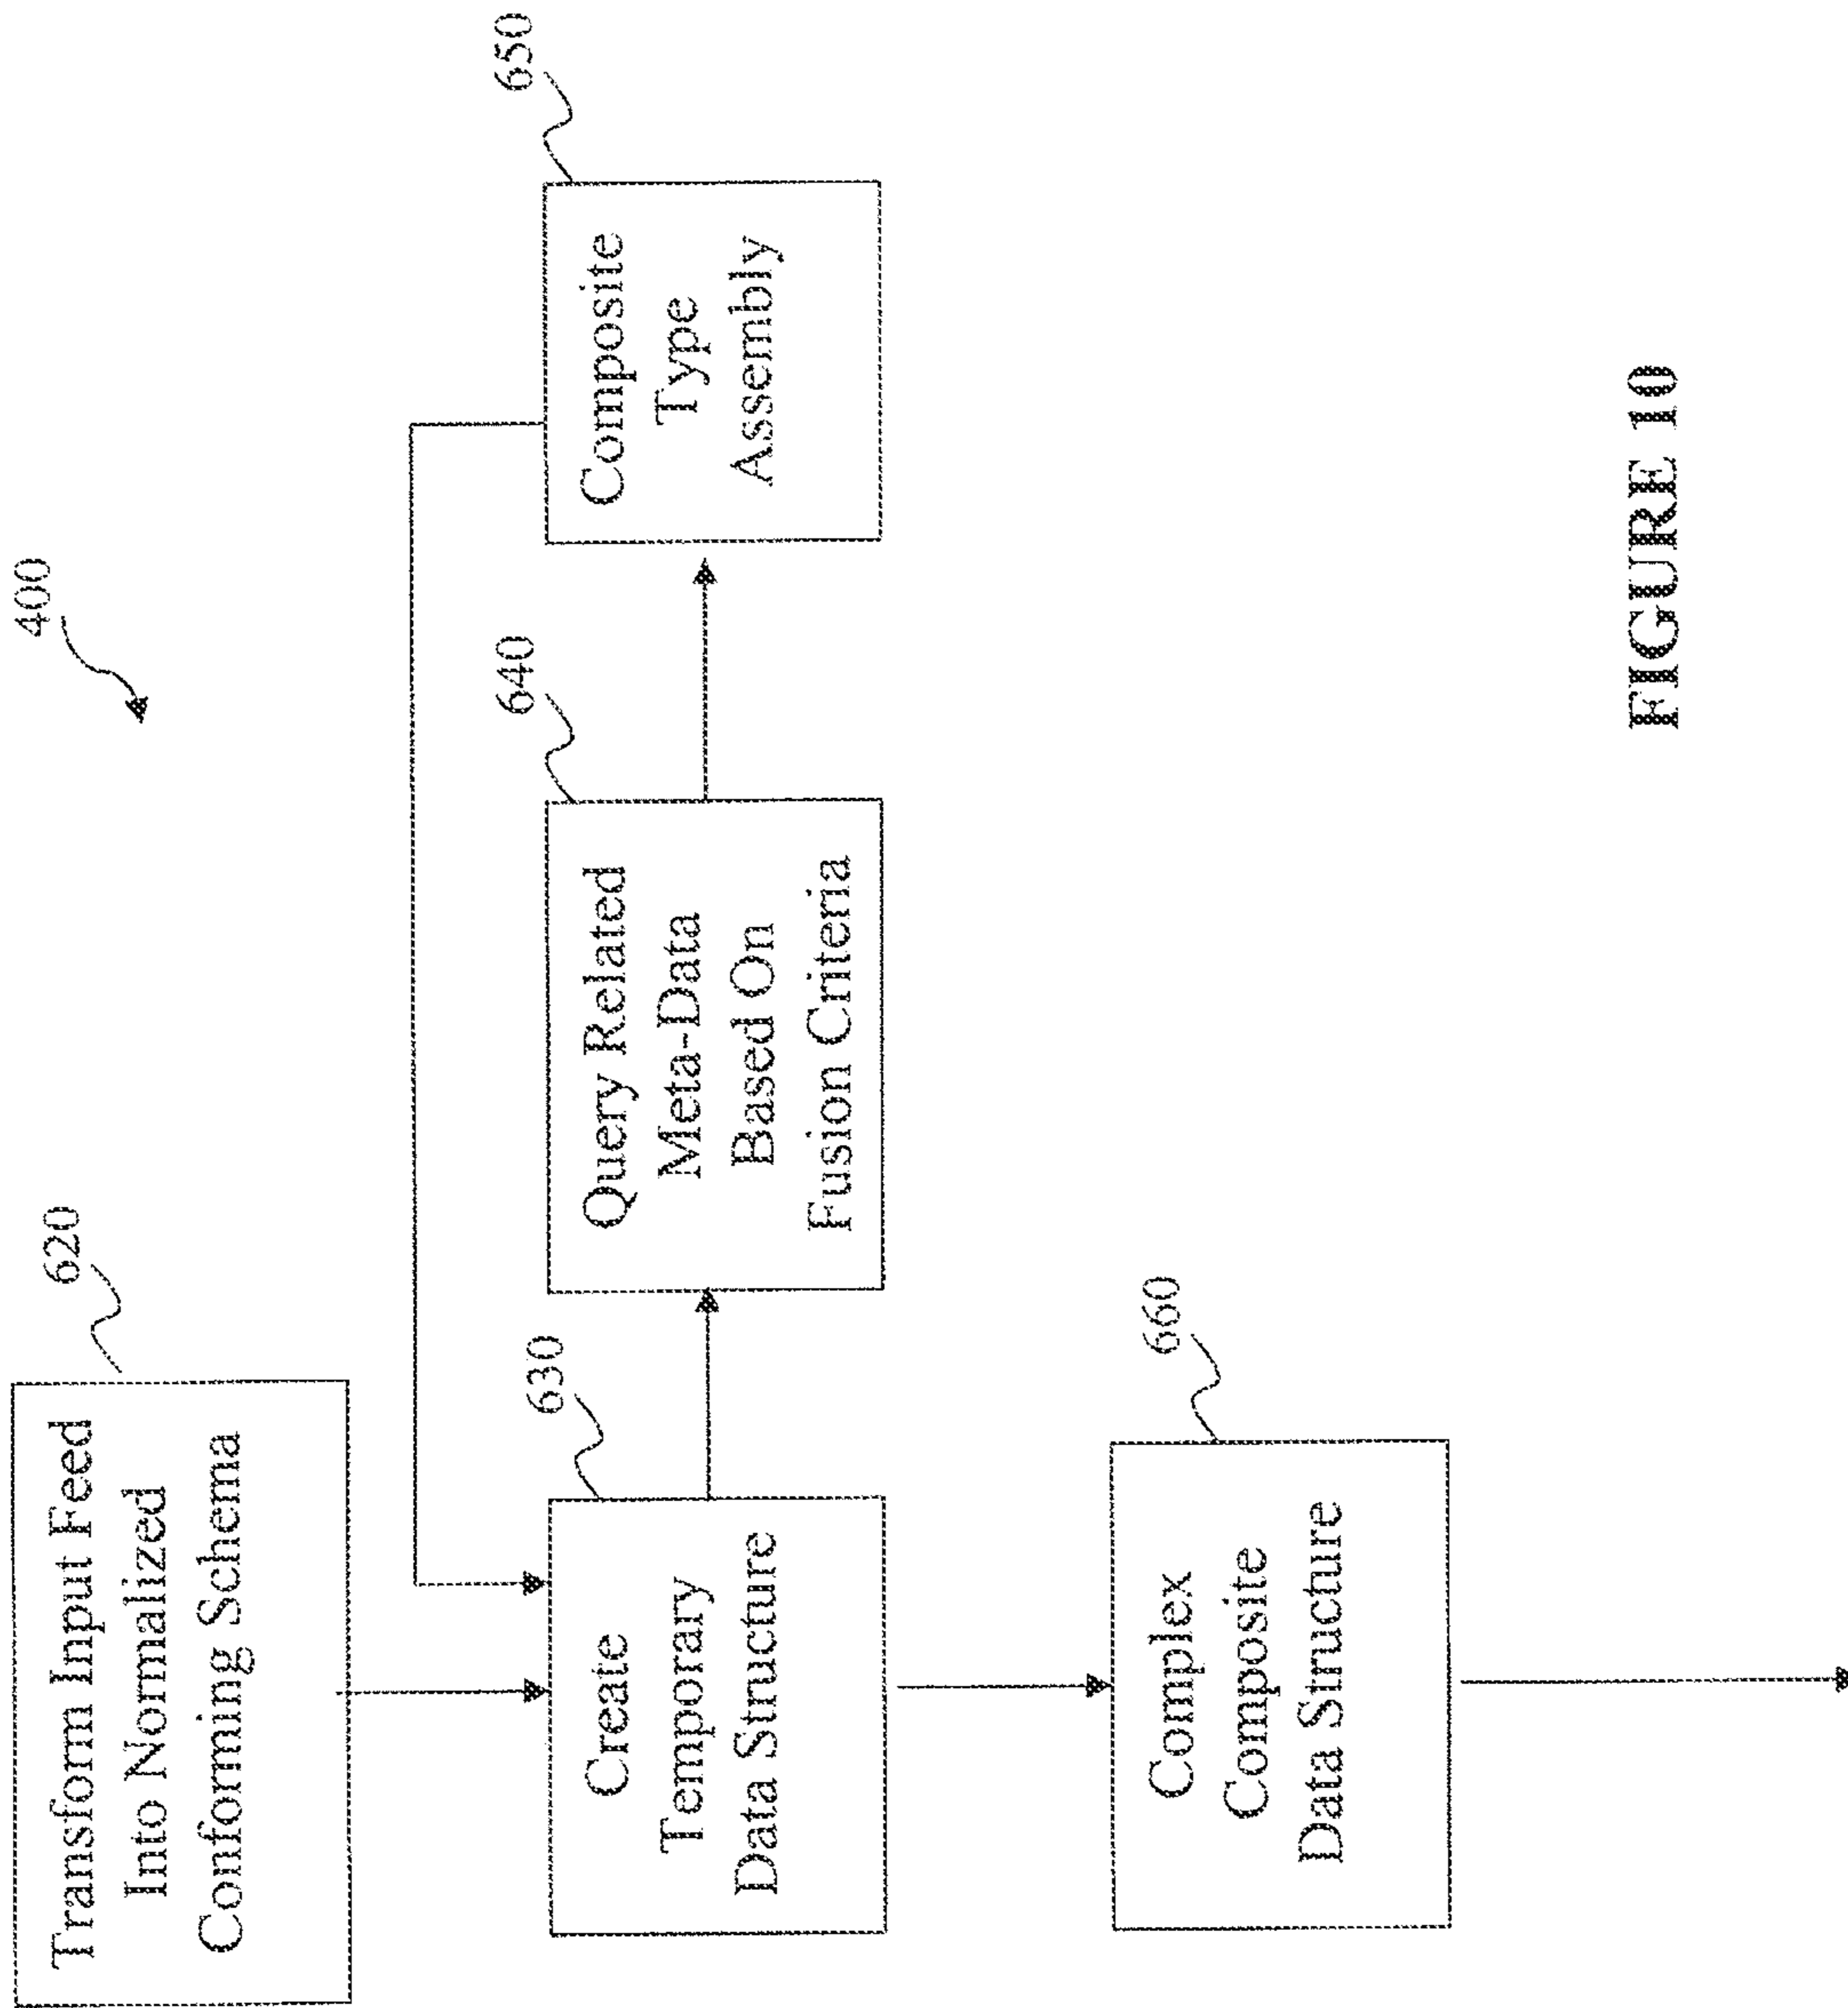 400
620
Transform Input Feed
Into Normalized
Conforming Schema
630
Create
Temporary
Data Structure
640
Query Related
Meta-Data
Based On
Fusion Criteria
650
Composite
Type
Assembly
660
Complex
Composite
Data Structure
FIGURE 10